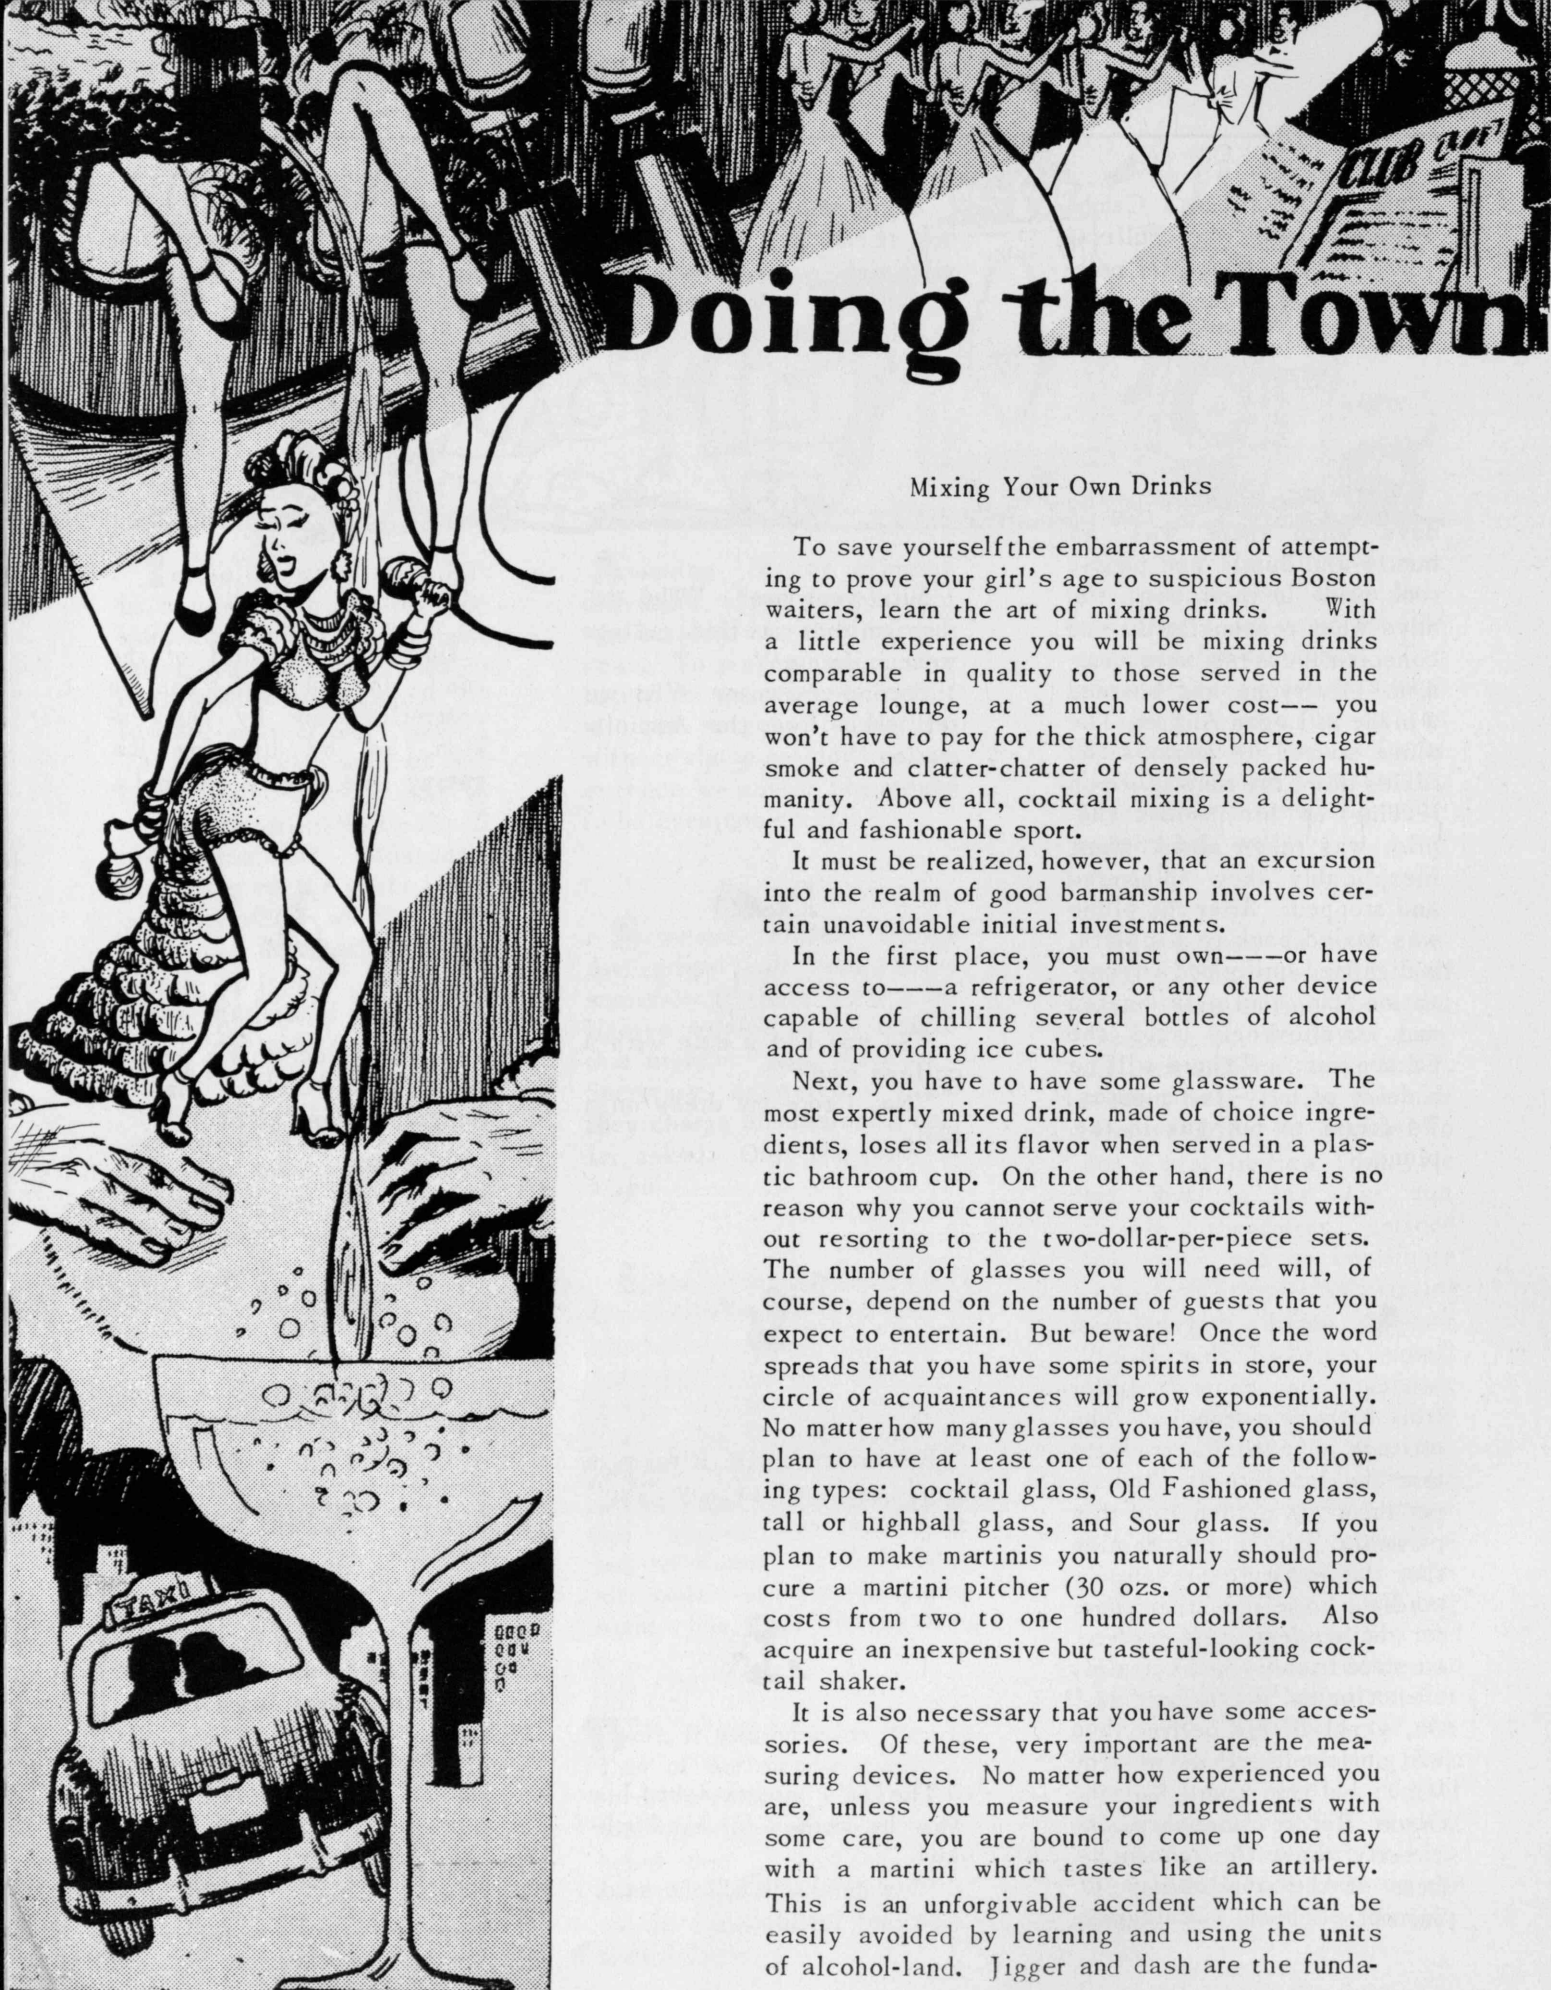 CLUB
Doing the Town
Mixing Your Own Drinks
To save yourself the embarrassment of attempt-
ing to prove your girl's age to suspicious Boston
waiters, learn the art of mixing drinks. With
a little experience you will be mixing drinks
comparable in quality to those served in the
average lounge, at a much lower cost-- you
won't have to pay for the thick atmosphere, cigar
smoke and clatter-chatter of densely packed hu-
manity. Above all, cocktail mixing is a delight-
ful and fashionable sport.
It must be realized, however, that an excursion
into the realm of good barmanship involves cer-
tain unavoidable initial investments.
In the first place, you must own---or have
access to---a refrigerator, or any other device
capable of chilling several bottles of alcohol
and of providing ice cubes.
Next, you have to have some glassware. The
most expertly mixed drink, made of choice ingre-
dients, loses all its flavor when served in a plas-
tic bathroom cup. On the other hand, there is no
reason why you cannot serve your cocktails with-
out resorting to the two-dollar-per-piece sets.
The number of glasses you will need will, of
course, depend on the number of guests that you
expect to entertain. But beware! Once the word
spreads that you have some spirits in store, your
circle of acquaintances will grow exponentially.
No matter how many glasses you have, you should
plan to have at least one of each of the follow-
ing types: cocktail glass, Old Fashioned glass,
tall or highball glass, and Sour glass. If you
plan to make martinis you naturally should pro-
cure a martini pitcher (30 ozs. or more) which
costs from two to one hundred dollars. Also
acquire an inexpensive but tasteful-looking cock-
tail shaker.
It is also necessary that you have some acces-
sories. Of these, very important are the mea-
suring devices. No matter how experienced you
are, unless you measure your ingredients with
some care, you are bound to come up one day
with a martini which tastes like an artillery.
This is an unforgivable accident which can be
easily avoided by learning and using the units
of alcohol-land. Jigger and dash are the funda-
TAXI